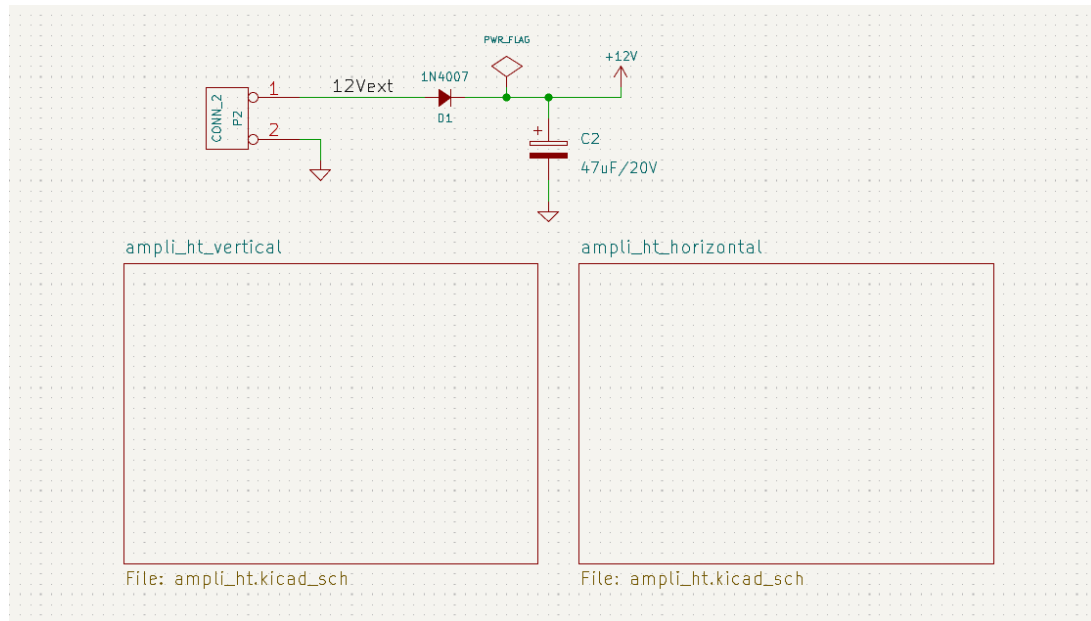 PWR_FLAG
+12V
1N4007
12Vext
1
CONN_2
P2
D1
2
+
C2
47uF/20V
ampli_ht_vertical
ampli_ht_horizontal
File: ampli_ht.kicad_sch
File: ampli_ht.kicad_sch